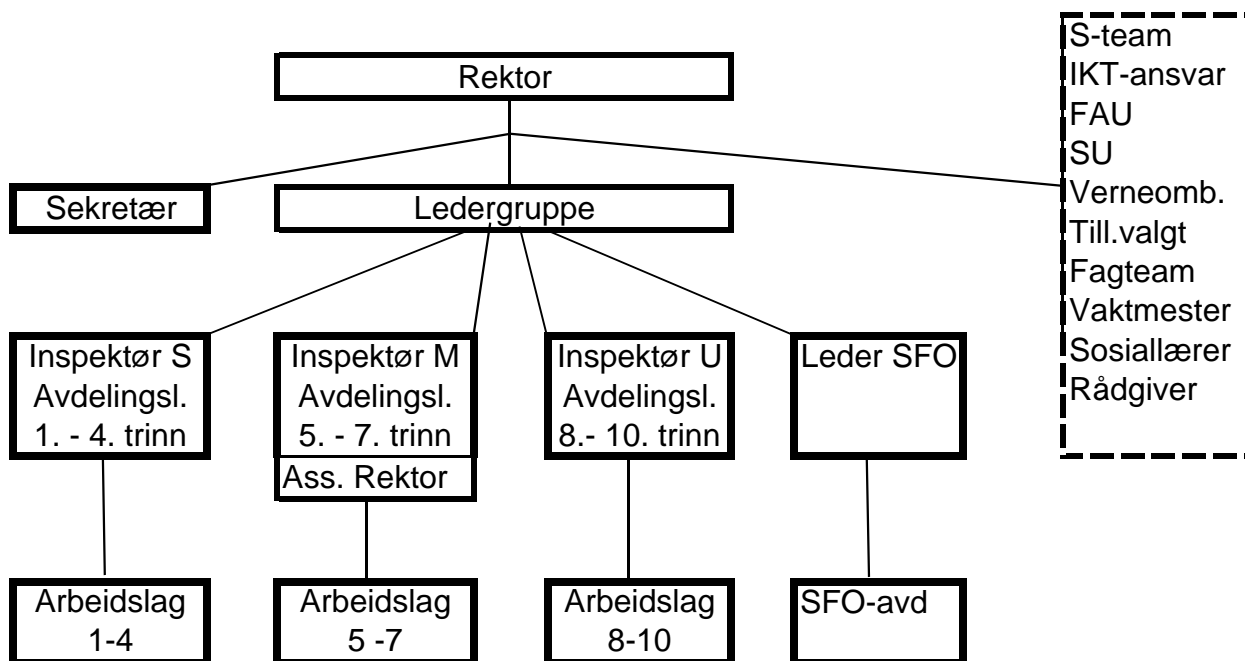 Rektor
Sekretær
Ledergruppe
S-team
IKT-ansvar
FAU
SU
Verneomb.
Till.valgt
Fagteam
Vaktmester
Sosiallærer
Rådgiver
Inspektør S
Avdelingsl.
1. - 4. trinn
Inspektør M
Avdelingsl.
5. - 7. trinn
Ass. Rektor
Inspektør U
Avdelingsl.
8.- 10. trinn
Leder SFO
Arbeidslag
1-4
Arbeidslag
5 -7
Arbeidslag
8-10
SFO-avd